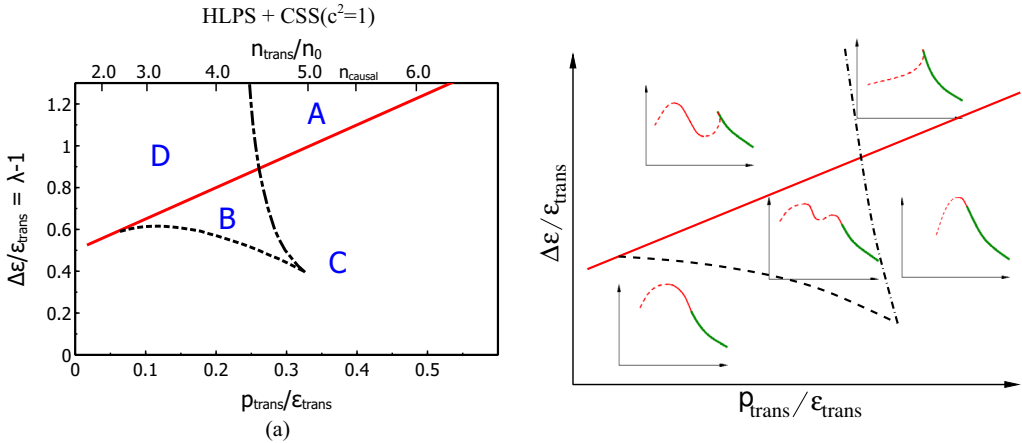 HLPS + CSS(c²=1)
n_trans/n_0
2.0 3.0 4.0 5.0 n_causal 6.0
1.2
1
0.8
0.6
0.4
0.2
0
Δε/ε_trans = λ-1
A
D
B
C
0 0.1 0.2 0.3 0.4 0.5
p_trans/ε_trans
(a)
Δε/ε_trans
p_trans/ε_trans